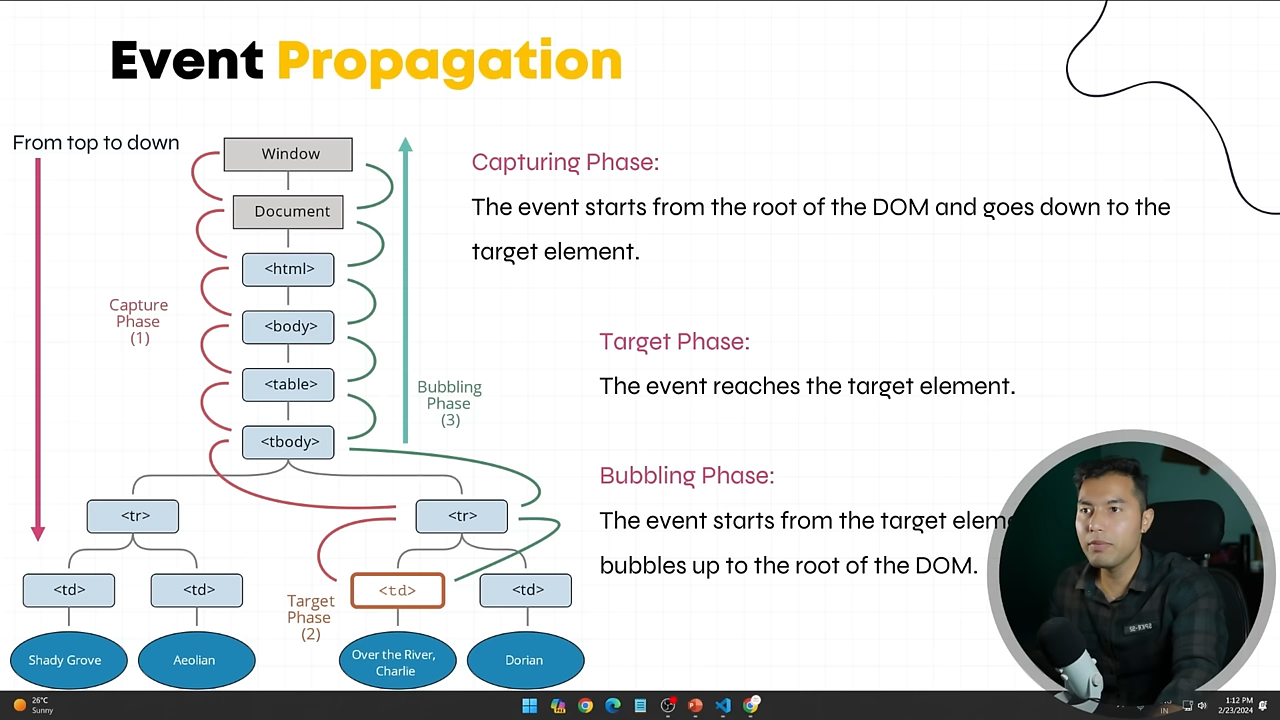 Event Propagation
From top to down
Window
Document
<html>
<body>
<table>
<tbody>
<tr>
<tr>
<td>
<td>
<td>
<td>
Shady Grove
Aeolian
Over the River,
Charlie
Dorian
Capture
Phase
(1)
Target
Phase
(2)
Bubbling
Phase
(3)
Capturing Phase:
The event starts from the root of the DOM and goes down to the
target element.
Target Phase:
The event reaches the target element.
Bubbling Phase:
The event starts from the target
bubbles up to the root of the DOM.
26°C
Sunny
IN
1:12 PM
2/23/2024